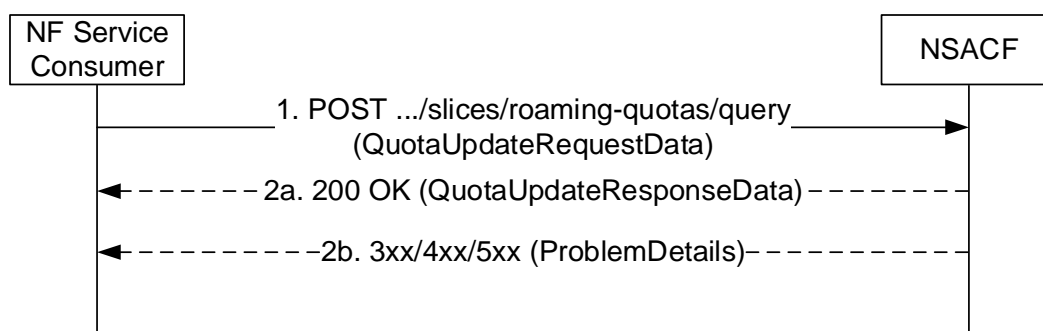 NF Service
Consumer
NSACF
1. POST .../slices/roaming-quotas/query
(QuotaUpdateRequestData)
2a. 200 OK (QuotaUpdateResponseData)
2b. 3xx/4xx/5xx (ProblemDetails)